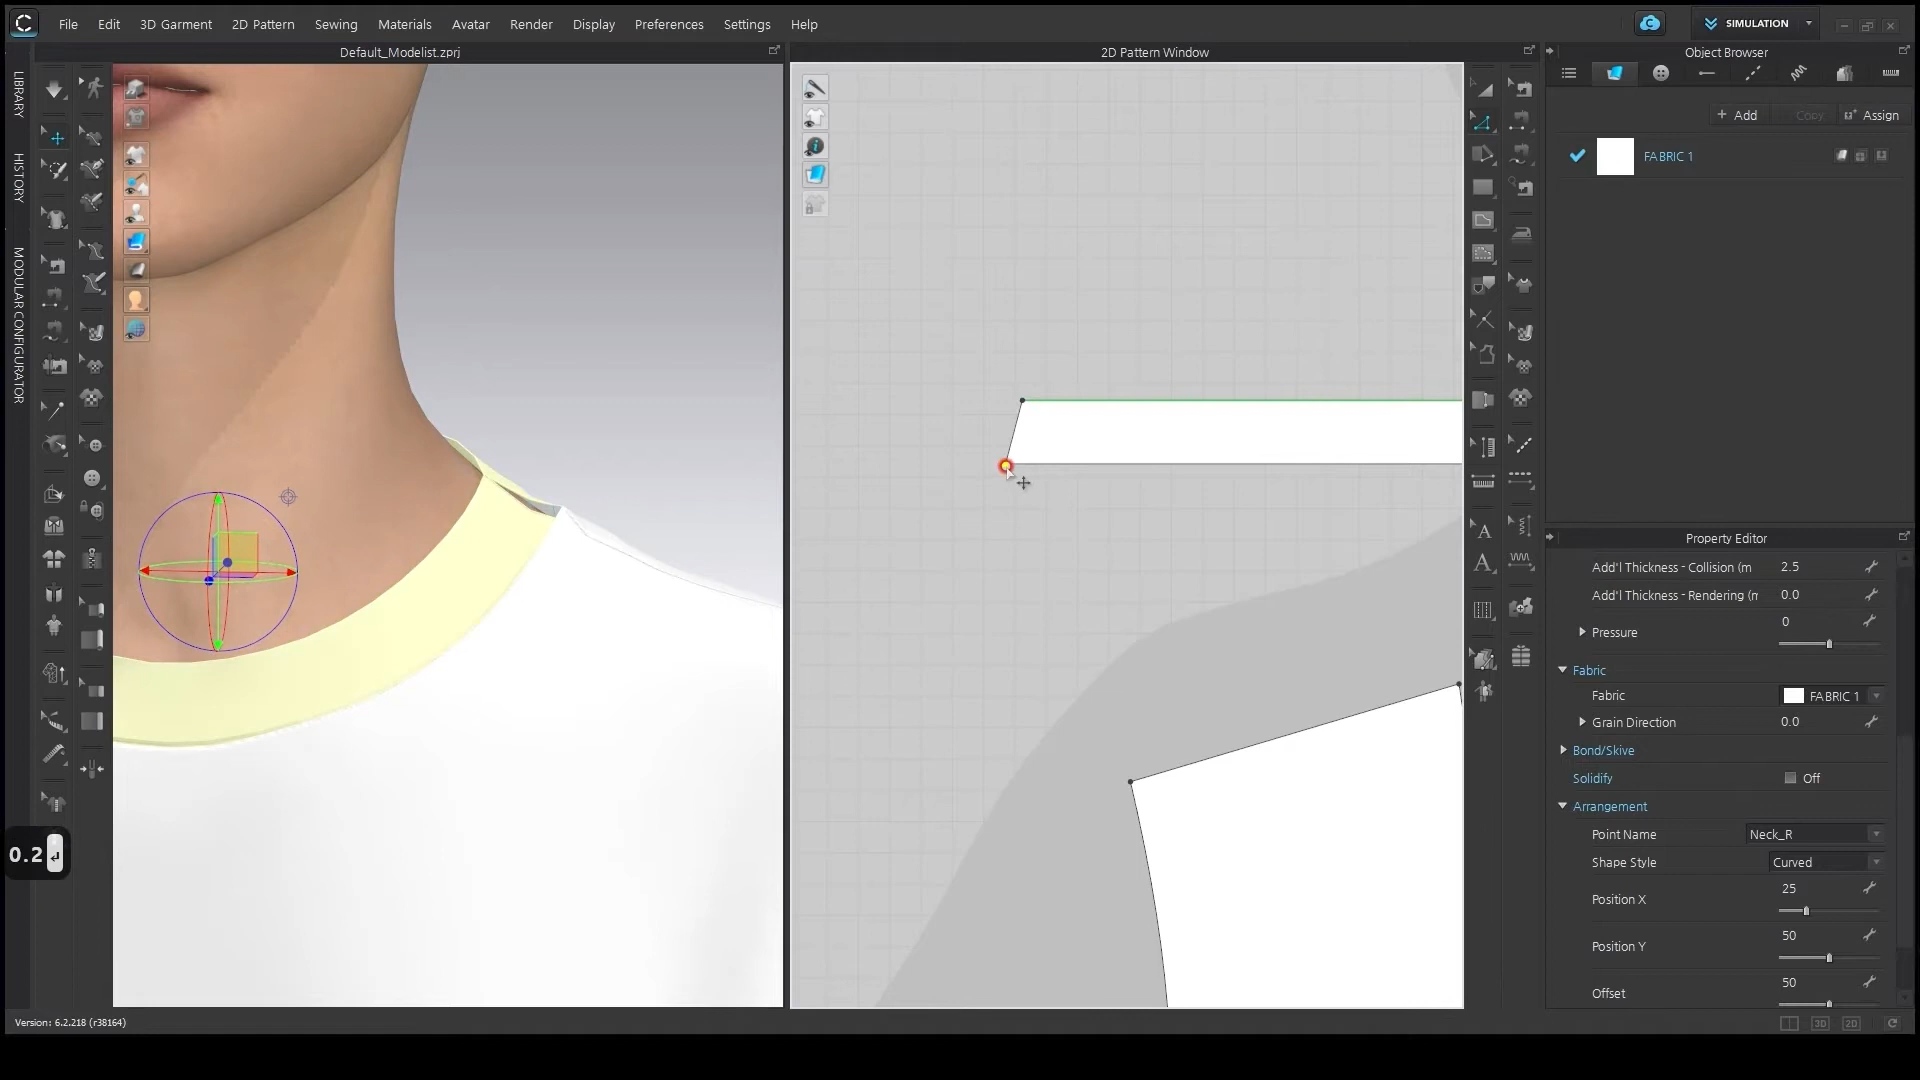 File Edit 3D Garment 2D Pattern Sewing Materials Avatar Render Display Preferences Settings Help
SIMULATION
Default_Modelist.zprj
2D Pattern Window
Object Browser
LIBRARY
HISTORY
MODULAR CONFIGURATOR
+ Add Copy Assign
FABRIC 1
Property Editor
Add'l Thickness - Collision (m 2.5
Add'l Thickness - Rendering (m 0.0
Pressure 0
Fabric
Fabric FABRIC 1
Grain Direction 0.0
Bond/Skive
Solidify Off
Arrangement
Point Name Neck_R
Shape Style Curved
Position X 25
Position Y 50
Offset 50
A
A
0.2
Version: 6.2.218 (r38164)
3D 2D